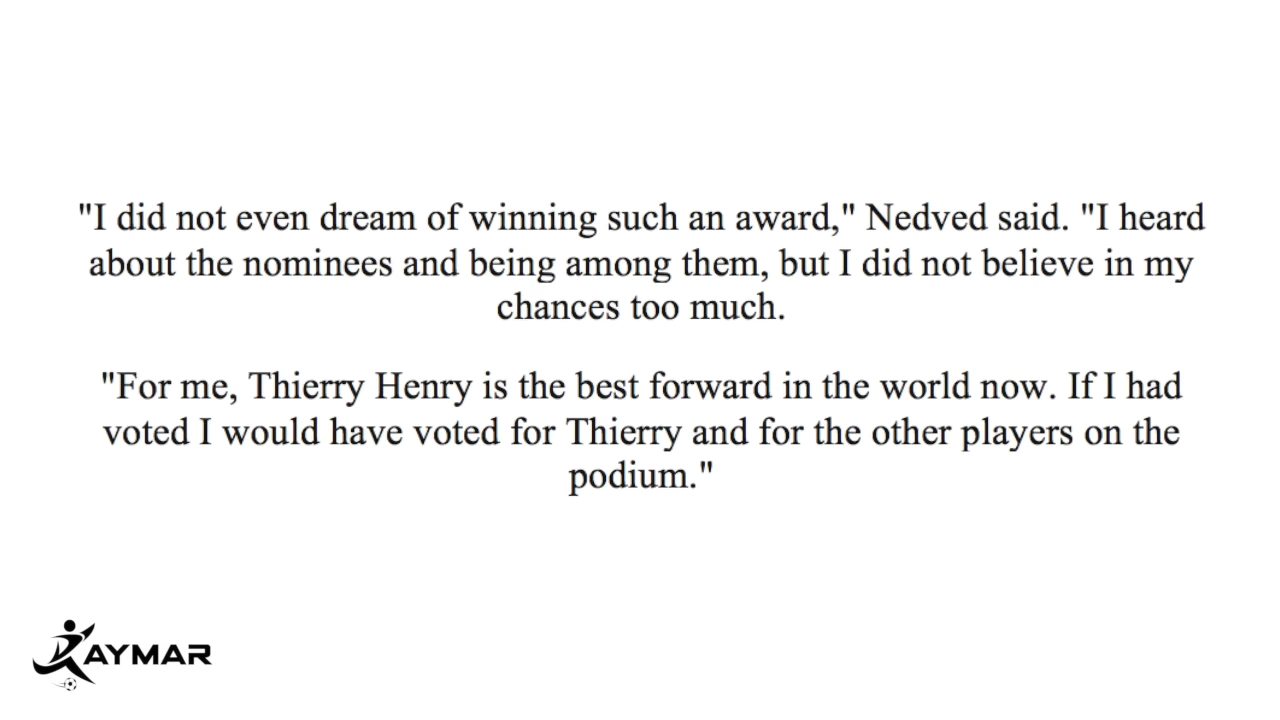 "I did not even dream of winning such an award," Nedved said. "I heard
about the nominees and being among them, but I did not believe in my
chances too much.
"For me, Thierry Henry is the best forward in the world now. If I had
voted I would have voted for Thierry and for the other players on the
podium."
KAYMAR